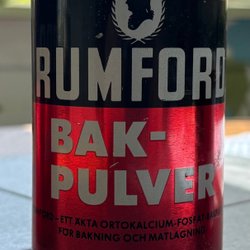 RUMFORD
BAK-
PULVER
- ETT ÄKTA ORTOKALCIUM-FOSFAT-
FÖR BAKNING OCH MATLAGNING